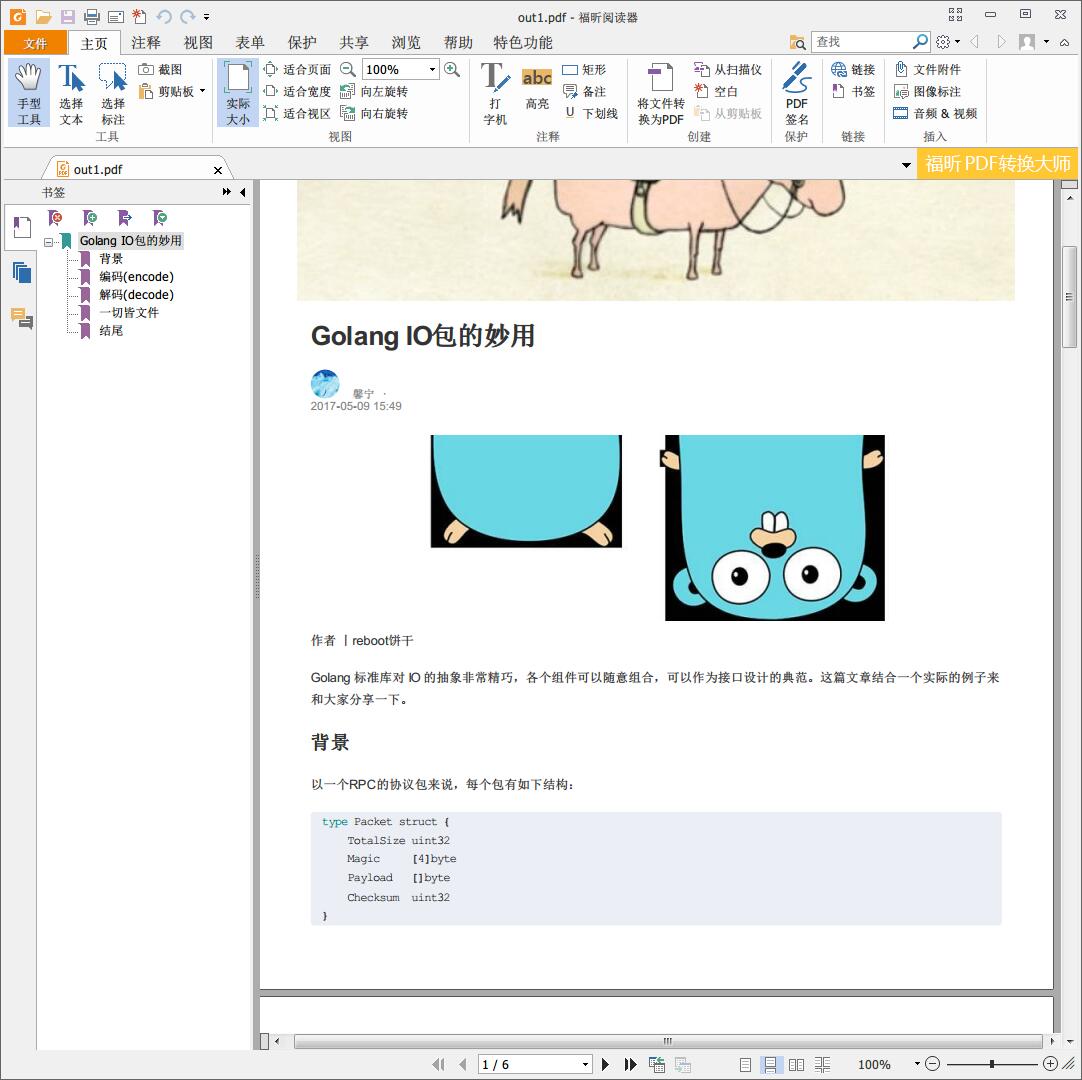 out1.pdf - 福昕阅读器
文件 主页 注释 视图 表单 保护 共享 浏览 帮助 特色功能 查找
手型
工具
选择
文本
选择
标注
截图
剪贴板
工具
实际
大小
适合页面
适合宽度
适合视区
100%
向左旋转
向右旋转
视图
打
字机
abc
高亮
矩形
备注
U 下划线
注释
将文件转
换为PDF
从扫描仪
空白
从剪贴板
创建
PDF
签名
保护
链接
书签
链接
文件附件
图像标注
音频 & 视频
插入
out1.pdf
福昕 PDF转换大师
书签
Golang IO包的妙用
背景
编码(encode)
解码(decode)
一切皆文件
结尾
Golang IO包的妙用
馨宁 ·
2017-05-09 15:49
作者 丨reboot饼干
Golang 标准库对 IO 的抽象非常精巧，各个组件可以随意组合，可以作为接口设计的典范。这篇文章结合一个实际的例子来
和大家分享一下。
背景
以一个RPC的协议包来说，每个包有如下结构：
type Packet struct {
TotalSize uint32
Magic [4]byte
Payload []byte
Checksum uint32
}
1 / 6
100%